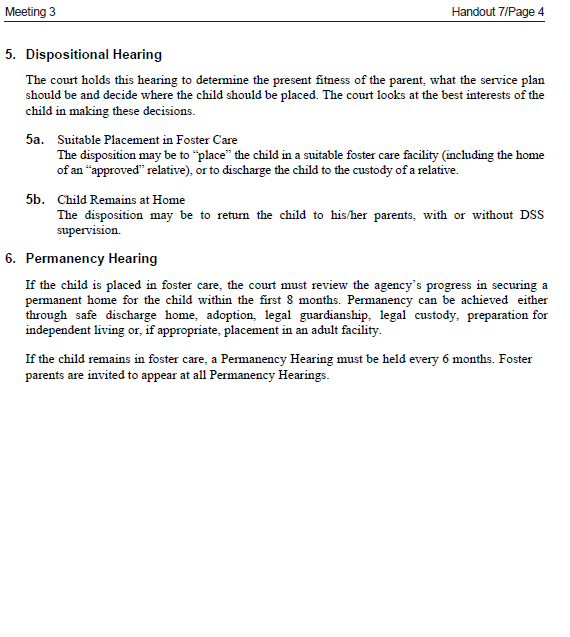 Meeting 3
Handout 7/Page 4
5. Dispositional Hearing
The court holds this hearing to determine the present fitness of the parent, what the service plan
should be and decide where the child should be placed. The court looks at the best interests of the
child in making these decisions.
5a. Suitable Placement in Foster Care
The disposition may be to “place” the child in a suitable foster care facility (including the home
of an “approved” relative), or to discharge the child to the custody of a relative.
5b. Child Remains at Home
The disposition may be to return the child to his/her parents, with or without DSS
supervision.
6. Permanency Hearing
If the child is placed in foster care, the court must review the agency’s progress in securing a
permanent home for the child within the first 8 months. Permanency can be achieved either
through safe discharge home, adoption, legal guardianship, legal custody, preparation for
independent living or, if appropriate, placement in an adult facility.
If the child remains in foster care, a Permanency Hearing must be held every 6 months. Foster
parents are invited to appear at all Permanency Hearings.